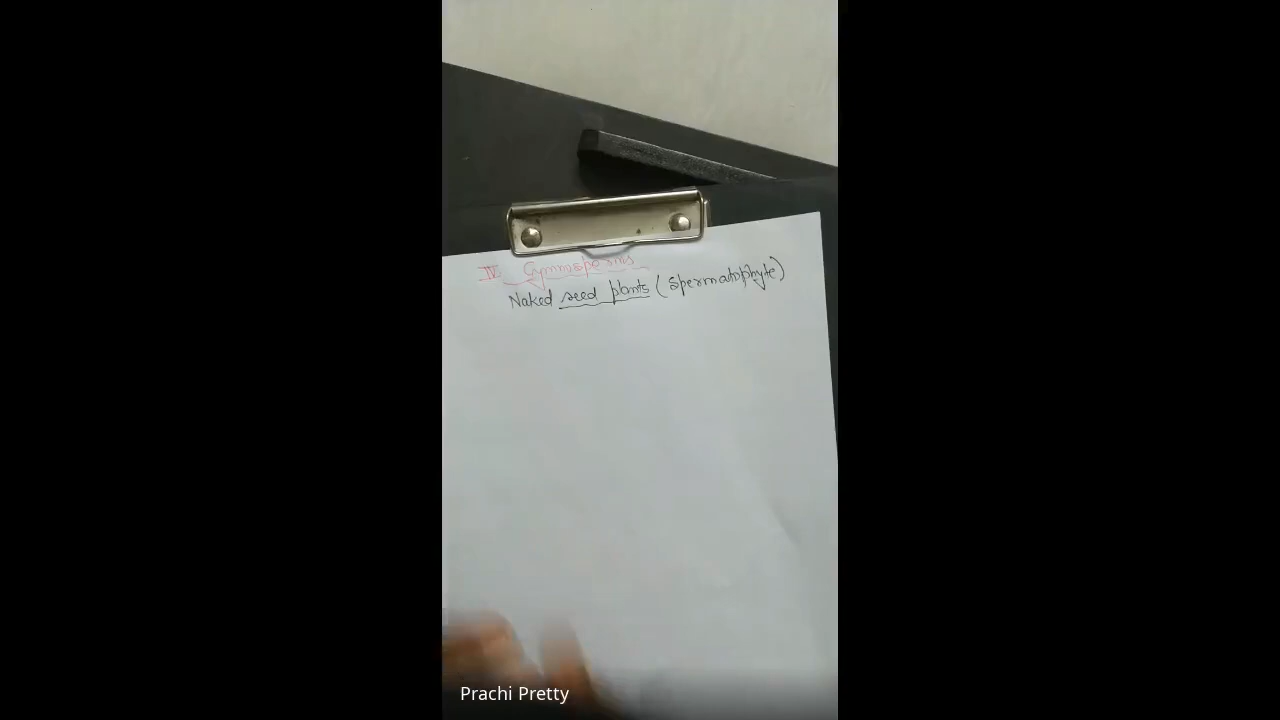 IV Gymnosperms
Naked seed plants (Spermatophyte)
Prachi Pretty